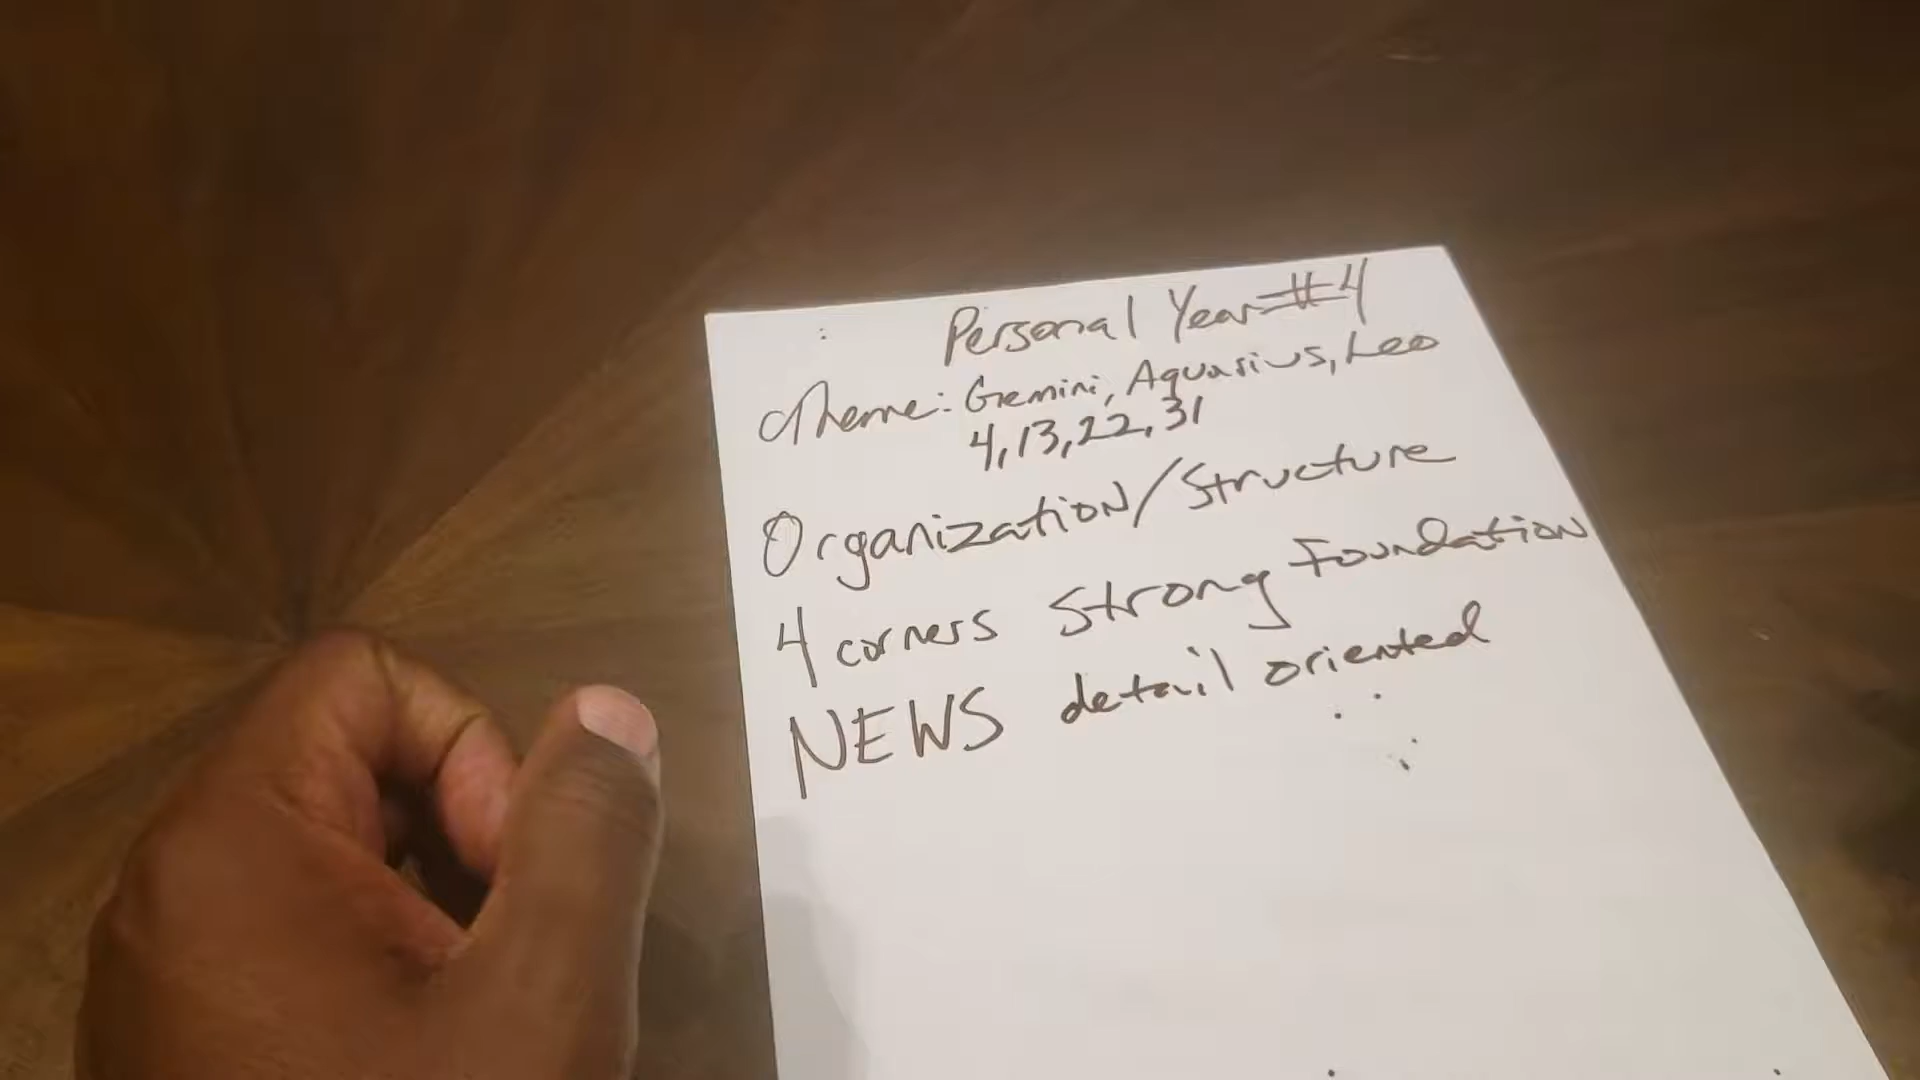 Personal Year #4
Theme: Gemini, Aquarius, Leo
4, 13, 22, 31
Organization/Structure
4 corners Strong Foundation
NEWS detail oriented